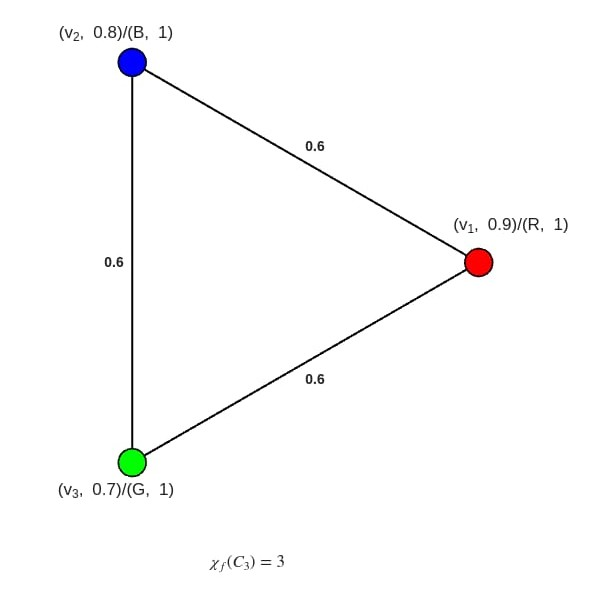 (v₂, 0.8)/(B, 1)
0.6
(v₁, 0.9)/(R, 1)
0.6
0.6
(v₃, 0.7)/(G, 1)
χ_f(C₃) = 3